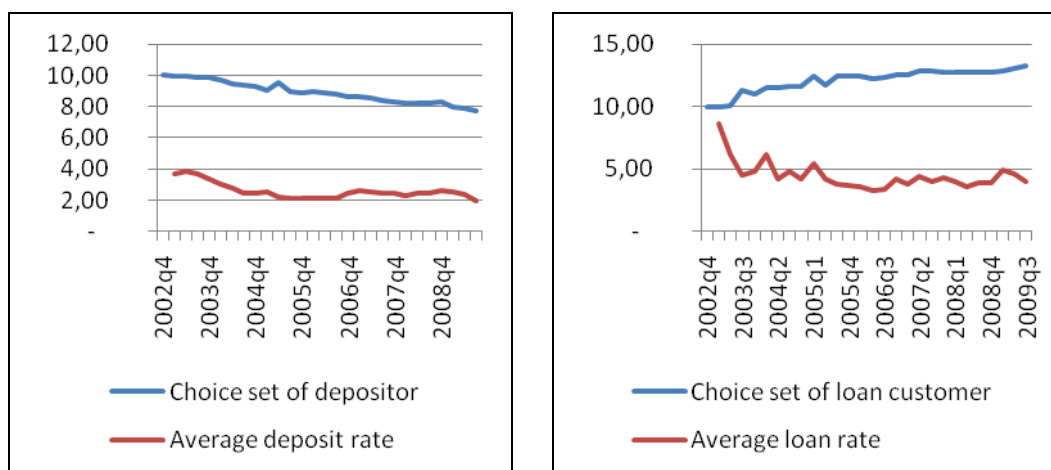 12,00
10,00
8,00
6,00
4,00
2,00
-
2002q4
2003q4
2004q4
2005q4
2006q4
2007q4
2008q4
Choice set of depositor
Average deposit rate
15,00
10,00
5,00
-
2002q4
2003q3
2004q2
2005q1
2005q4
2006q3
2007q2
2008q1
2008q4
2009q3
Choice set of loan customer
Average loan rate